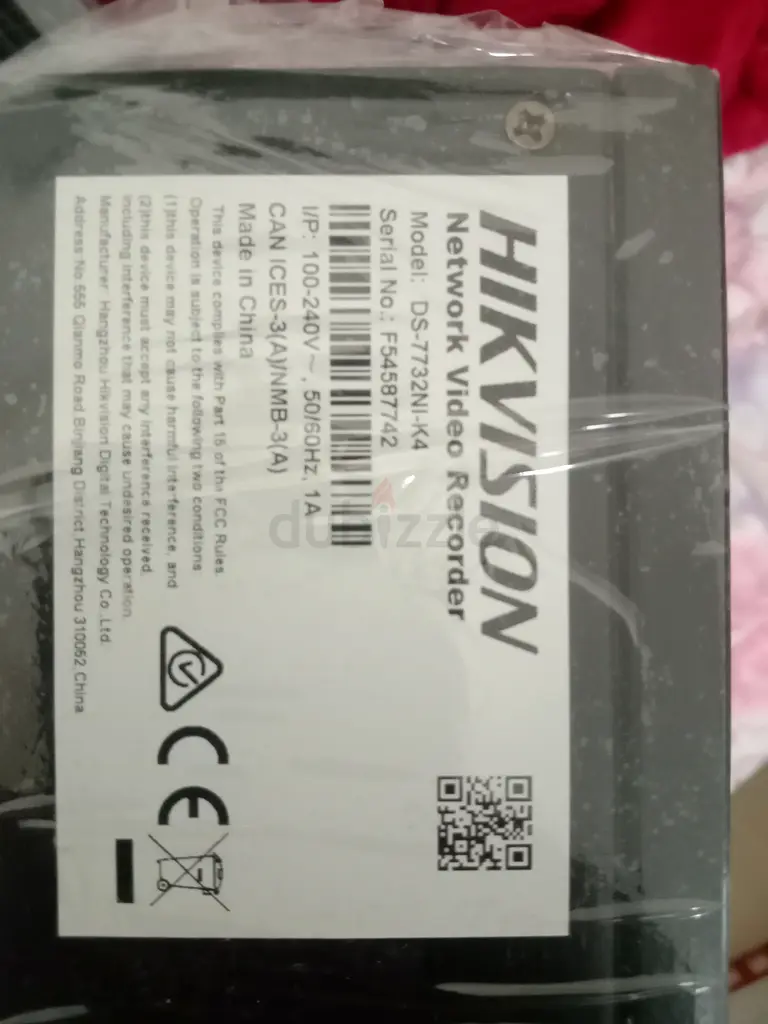 HIKVISION
Network Video Recorder
Model: DS-7732NI-K4
Serial No.: F54587742
I/P: 100-240V~, 50/60Hz, 1A
CAN ICES-3(A)/NMB-3(A)
Made in China
This device complies with Part 15 of the FCC Rules.
Operation is subject to the following two conditions
(1)this device may not cause harmful interference, and
(2)this device must accept any interference received,
including interference that may cause undesired operation.
Manufacturer: Hangzhou Hikvision Digital Technology Co.,Ltd.
Address:No.555 Qianmo Road,Binjiang District,Hangzhou 310052,China
CE
dubizzle